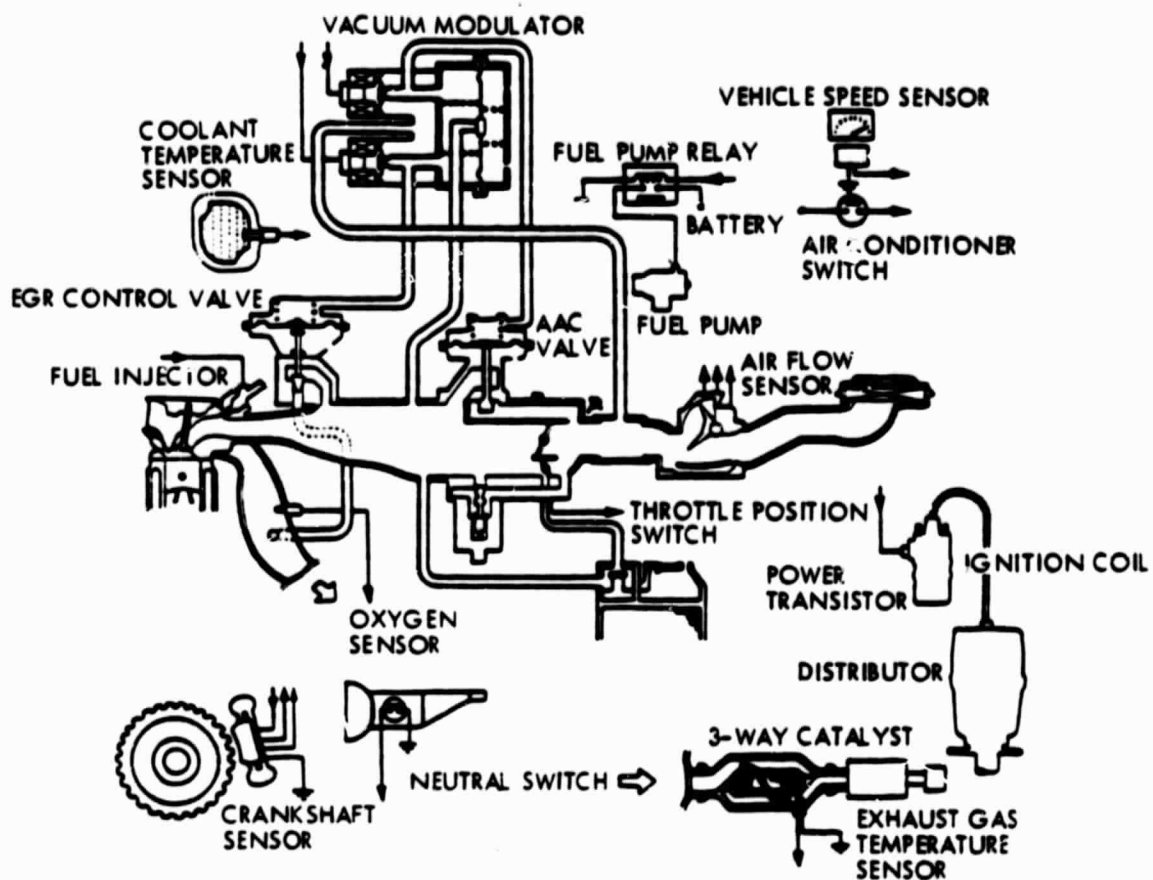 VACUUM MODULATOR
VEHICLE SPEED SENSOR
COOLANT
TEMPERATURE
SENSOR
FUEL PUMP RELAY
BATTERY
AIR CONDITIONER
SWITCH
EGR CONTROL VALVE
FUEL PUMP
AAC
VALVE
FUEL INJECTOR
AIR FLOW
SENSOR
THROTTLE POSITION
SWITCH
IGNITION COIL
POWER
TRANSISTOR
OXYGEN
SENSOR
DISTRIBUTOR
3-WAY CATALYST
NEUTRAL SWITCH
CRANKSHAFT
SENSOR
EXHAUST GAS
TEMPERATURE
SENSOR